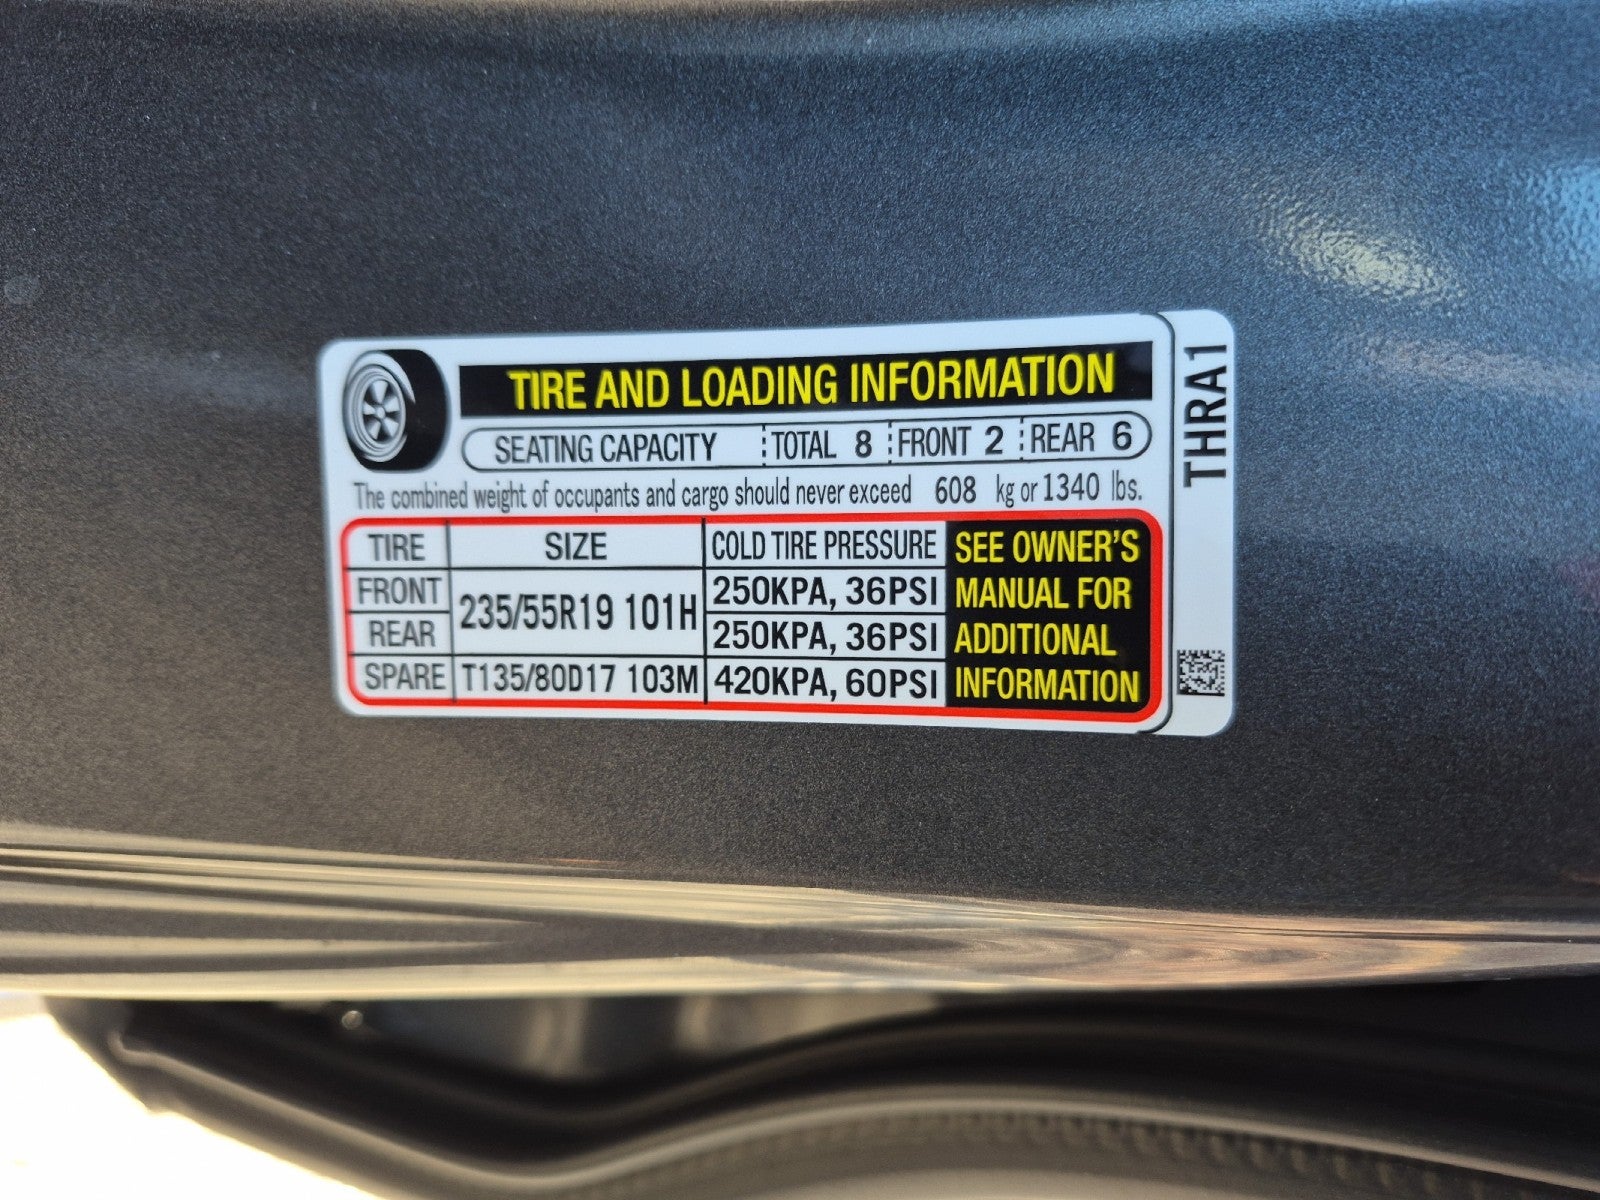 TIRE AND LOADING INFORMATION
SEATING CAPACITY TOTAL 8 FRONT 2 REAR 6
The combined weight of occupants and cargo should never exceed 608 kg or 1340 lbs.
TIRE SIZE COLD TIRE PRESSURE
FRONT 235/55R19 101H 250KPA, 36PSI
REAR 250KPA, 36PSI
SPARE T135/80D17 103M 420KPA, 60PSI
SEE OWNER'S
MANUAL FOR
ADDITIONAL
INFORMATION
THRA1